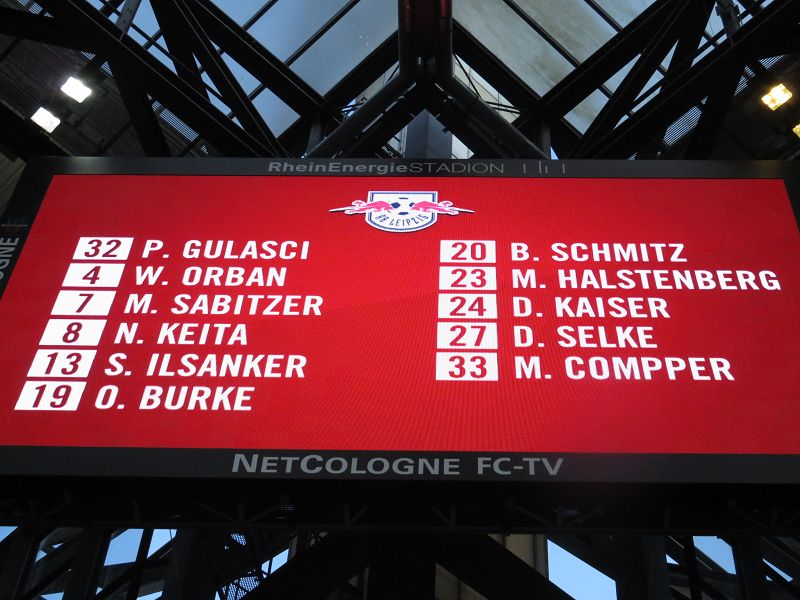 RheinEnergieSTADION
RB LEIPZIG
32 P. GULASCI
4 W. ORBAN
7 M. SABITZER
8 N. KEITA
13 S. ILSANKER
19 O. BURKE
20 B. SCHMITZ
23 M. HALSTENBERG
24 D. KAISER
27 D. SELKE
33 M. COMPPER
NETCOLOGNE FC-TV